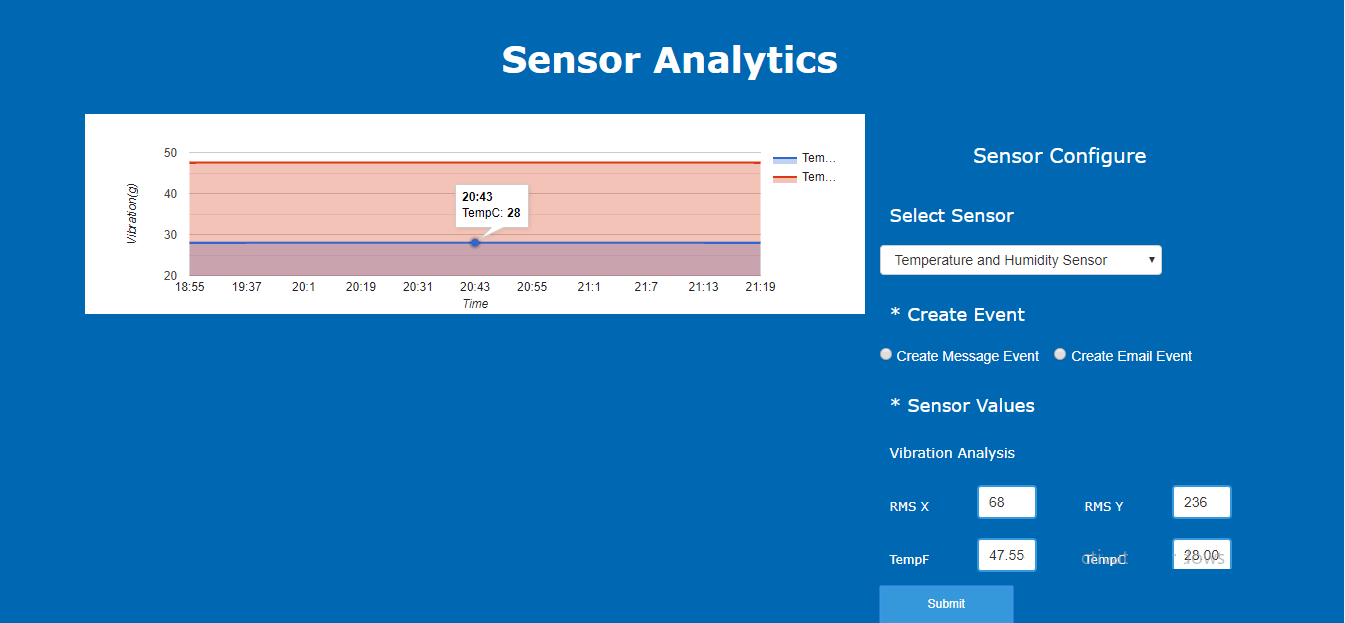 Sensor Analytics
50
40
30
20
Vibration(g)
20:43
TempC: 28
18:55 19:37 20:1 20:19 20:31 20:43 20:55 21:1 21:7 21:13 21:19
Time
Tem...
Tem...
Sensor Configure
Select Sensor
Temperature and Humidity Sensor
* Create Event
Create Message Event Create Email Event
* Sensor Values
Vibration Analysis
RMS X 68 RMS Y 236
TempF 47.55 TempC 28.00
Submit